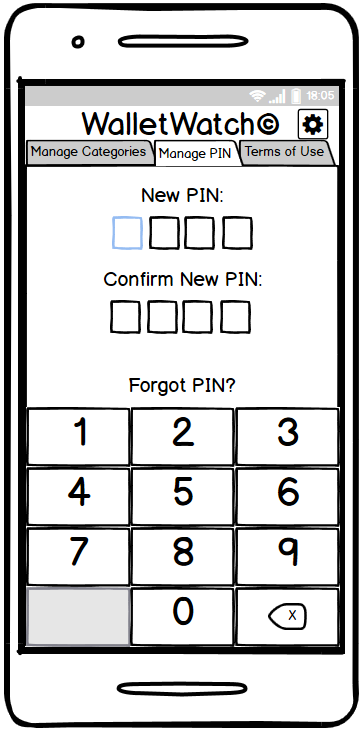 18:05
WalletWatch©
Manage Categories Manage PIN Terms of Use
New PIN:
Confirm New PIN:
Forgot PIN?
1 2 3
4 5 6
7 8 9
0 X